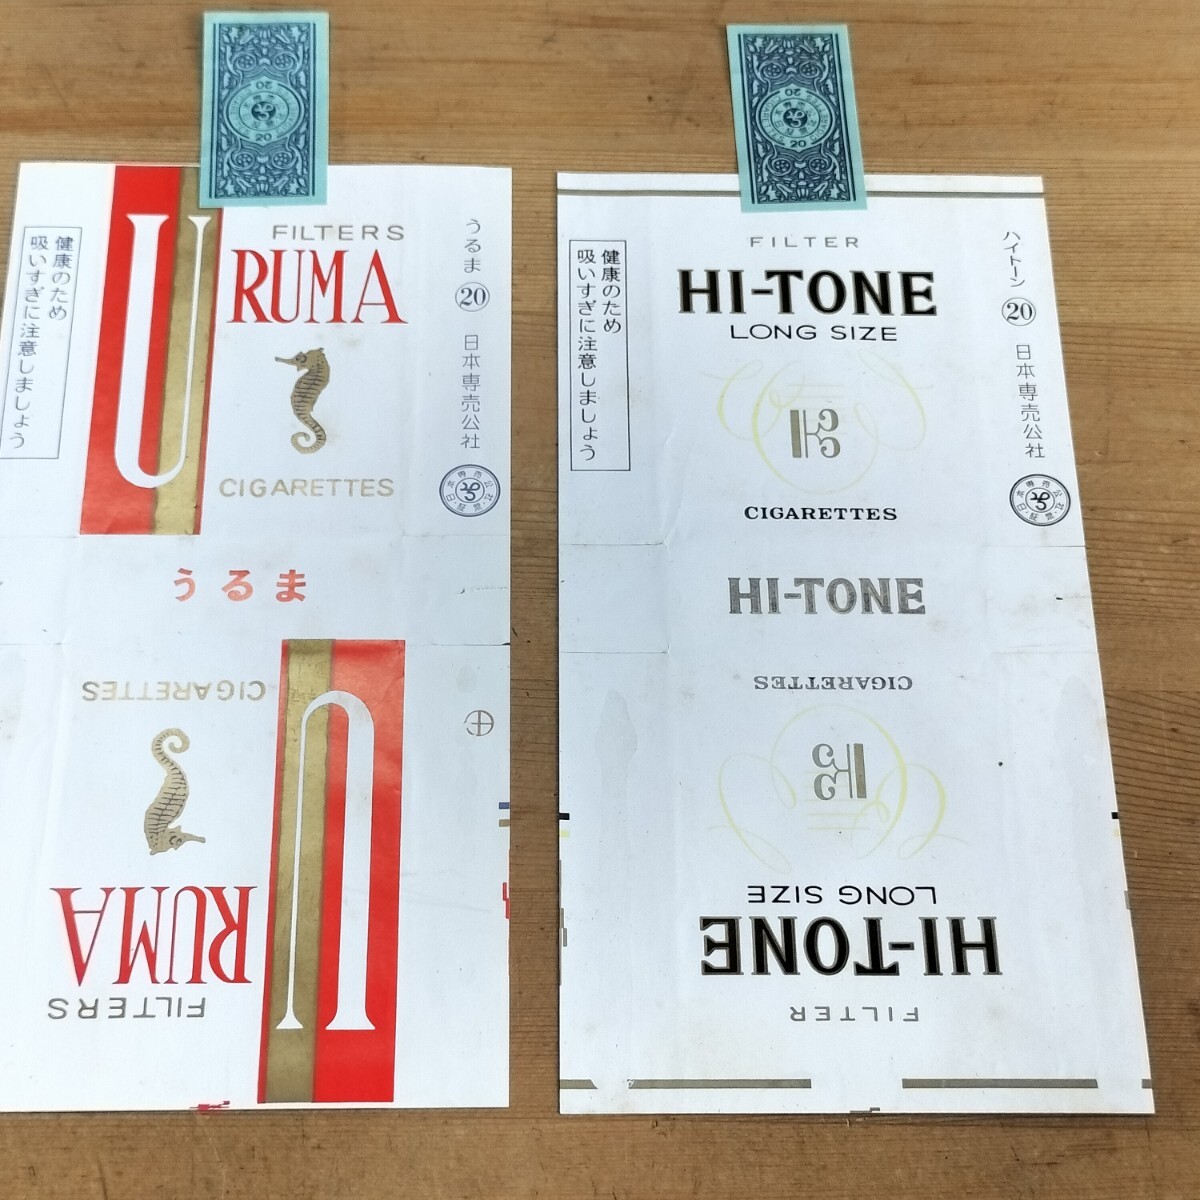 20
20
健康のため
吸いすぎに注意しましょう
FILTERS
URUMA
CIGARETTES
うるま 20 日本専売公社
うるま
CIGARETTES
URUMA
FILTERS
20
20
健康のため
吸いすぎに注意しましょう
FILTER
HI-TONE
LONG SIZE
CIGARETTES
ハイトーン 20 日本専売公社
HI-TONE
CIGARETTES
LONG SIZE
HI-TONE
FILTER